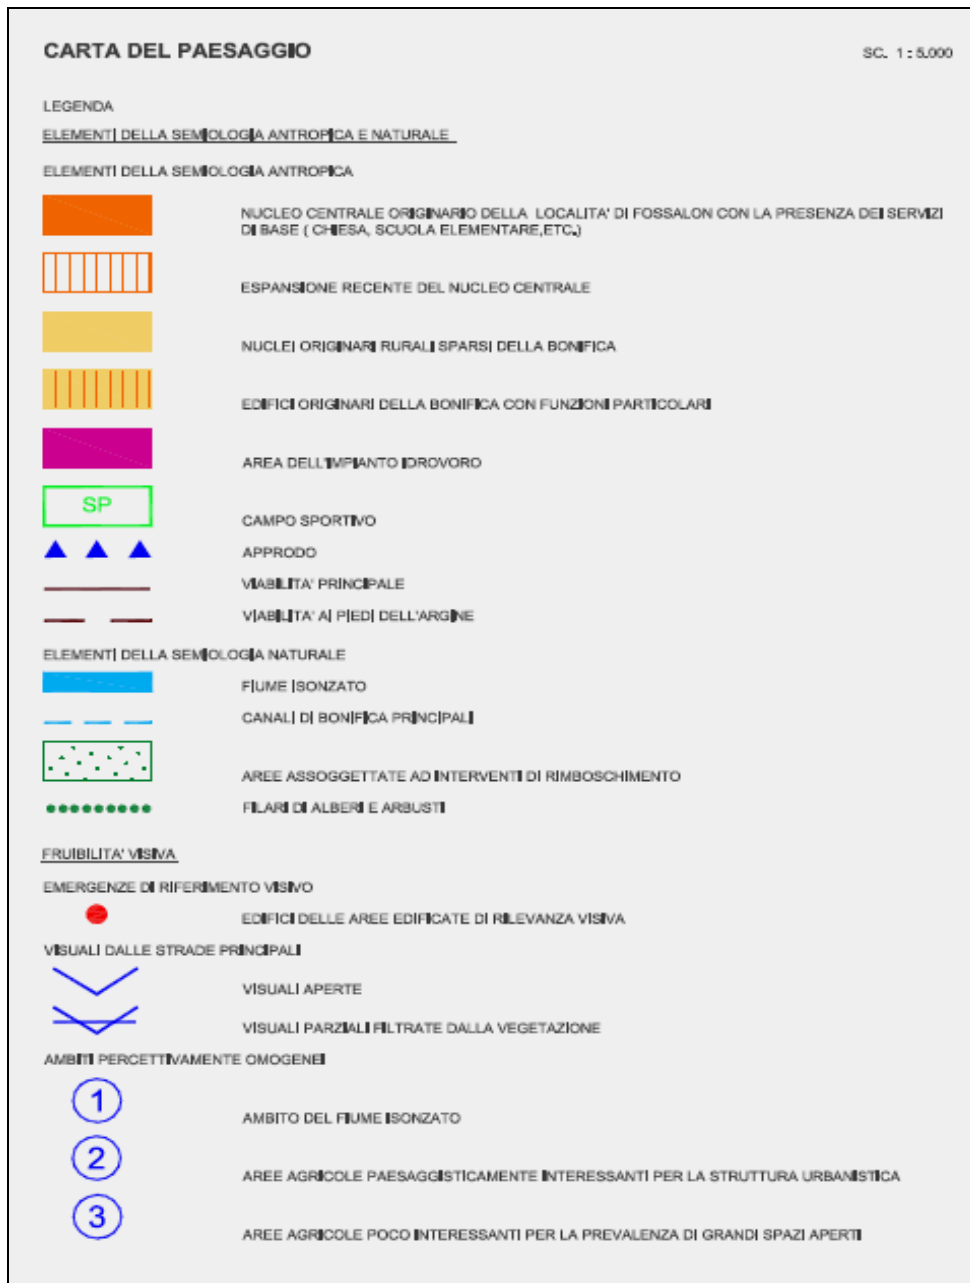 CARTA DEL PAESAGGIO
SC. 1 : 5.000
LEGENDA
ELEMENTI DELLA SEMIOLOGIA ANTROPICA E NATURALE
ELEMENTI DELLA SEMIOLOGIA ANTROPICA
NUCLEO CENTRALE ORIGINARIO DELLA LOCALITA' DI FOSSALON CON LA PRESENZA DEI SERVIZI
DI BASE ( CHIESA, SCUOLA ELEMENTARE,ETC.)
ESPANSIONE RECENTE DEL NUCLEO CENTRALE
NUCLEI ORIGINARI RURALI SPARSI DELLA BONIFICA
EDIFICI ORIGINARI DELLA BONIFICA CON FUNZIONI PARTICOLARI
AREA DELL'IMPIANTO IDROVORO
SP
CAMPO SPORTIVO
APPRODO
VIABILITA' PRINCIPALE
VIABILITA' AI PIEDI DELL'ARGINE
ELEMENTI DELLA SEMIOLOGIA NATURALE
FIUME ISONZATO
CANALI DI BONIFICA PRINCIPALI
AREE ASSOGGETTATE AD INTERVENTI DI RIMBOSCHIMENTO
FILARI DI ALBERI E ARBUSTI
FRUIBILITA' VISIVA
EMERGENZE DI RIFERIMENTO VISIVO
EDIFICI DELLE AREE EDIFICATE DI RILEVANZA VISIVA
VISUALI DALLE STRADE PRINCIPALI
VISUALI APERTE
VISUALI PARZIALI FILTRATE DALLA VEGETAZIONE
AMBITI PERCETTIVAMENTE OMOGENEI
1
AMBITO DEL FIUME ISONZATO
2
AREE AGRICOLE PAESAGGISTICAMENTE INTERESSANTI PER LA STRUTTURA URBANISTICA
3
AREE AGRICOLE POCO INTERESSANTI PER LA PREVALENZA DI GRANDI SPAZI APERTI